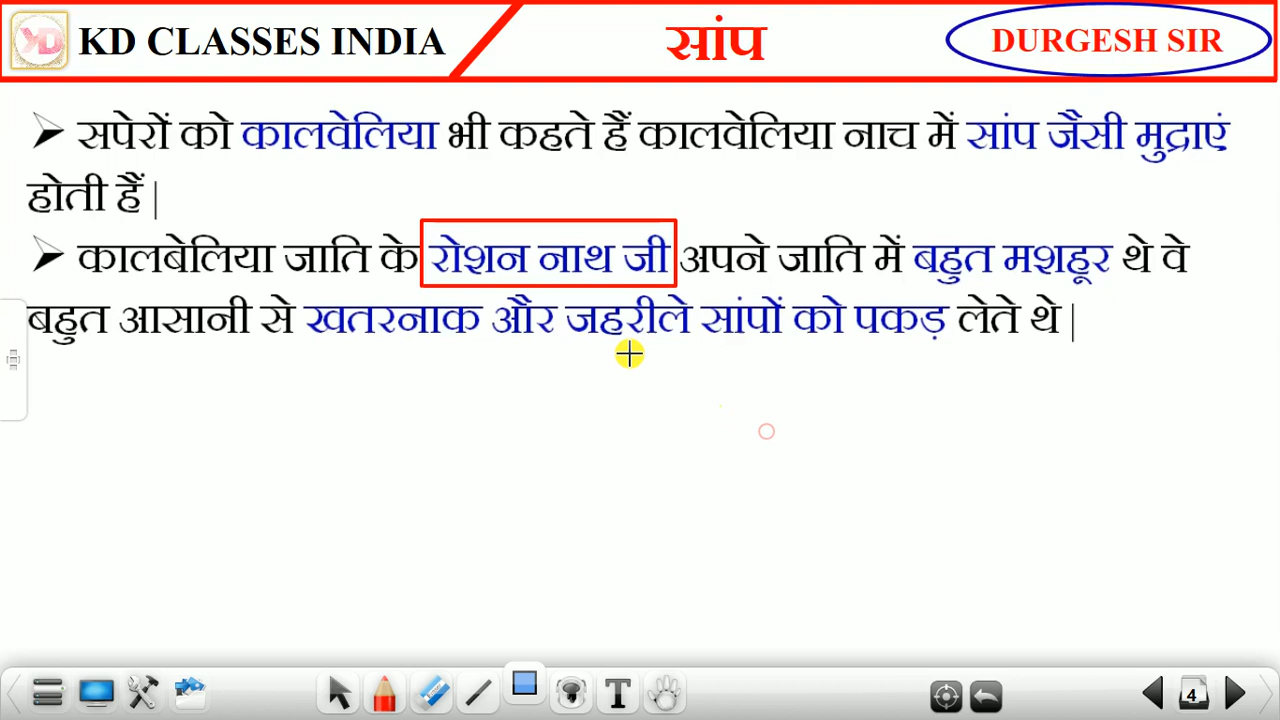 KD CLASSES INDIA
सांप
DURGESH SIR
➢ सपेरों को कालवेलिया भी कहते हैं कालवेलिया नाच में सांप जैसी मुद्राएं
होती हैं |
➢ कालबेलिया जाति के रोशन नाथ जी अपने जाति में बहुत मशहूर थे वे
बहुत आसानी से खतरनाक और जहरीले सांपों को पकड़ लेते थे |
4